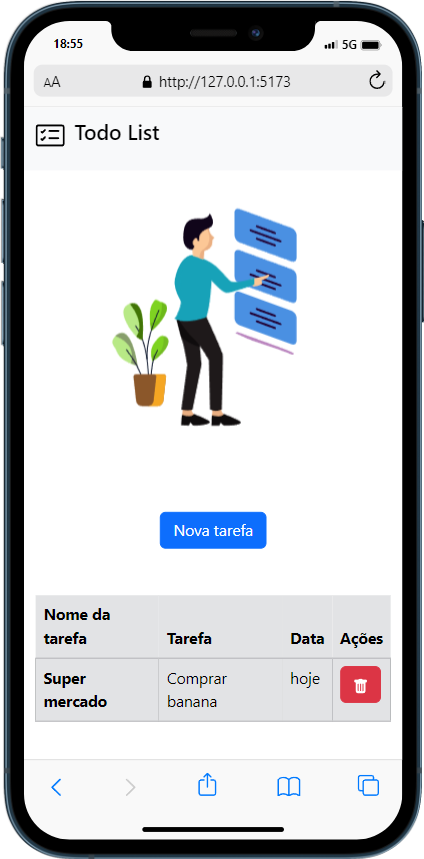 18:55
5G
AA
http://127.0.0.1:5173
Todo List
Nova tarefa
Nome da tarefa Tarefa Data Ações
Super mercado Comprar banana hoje